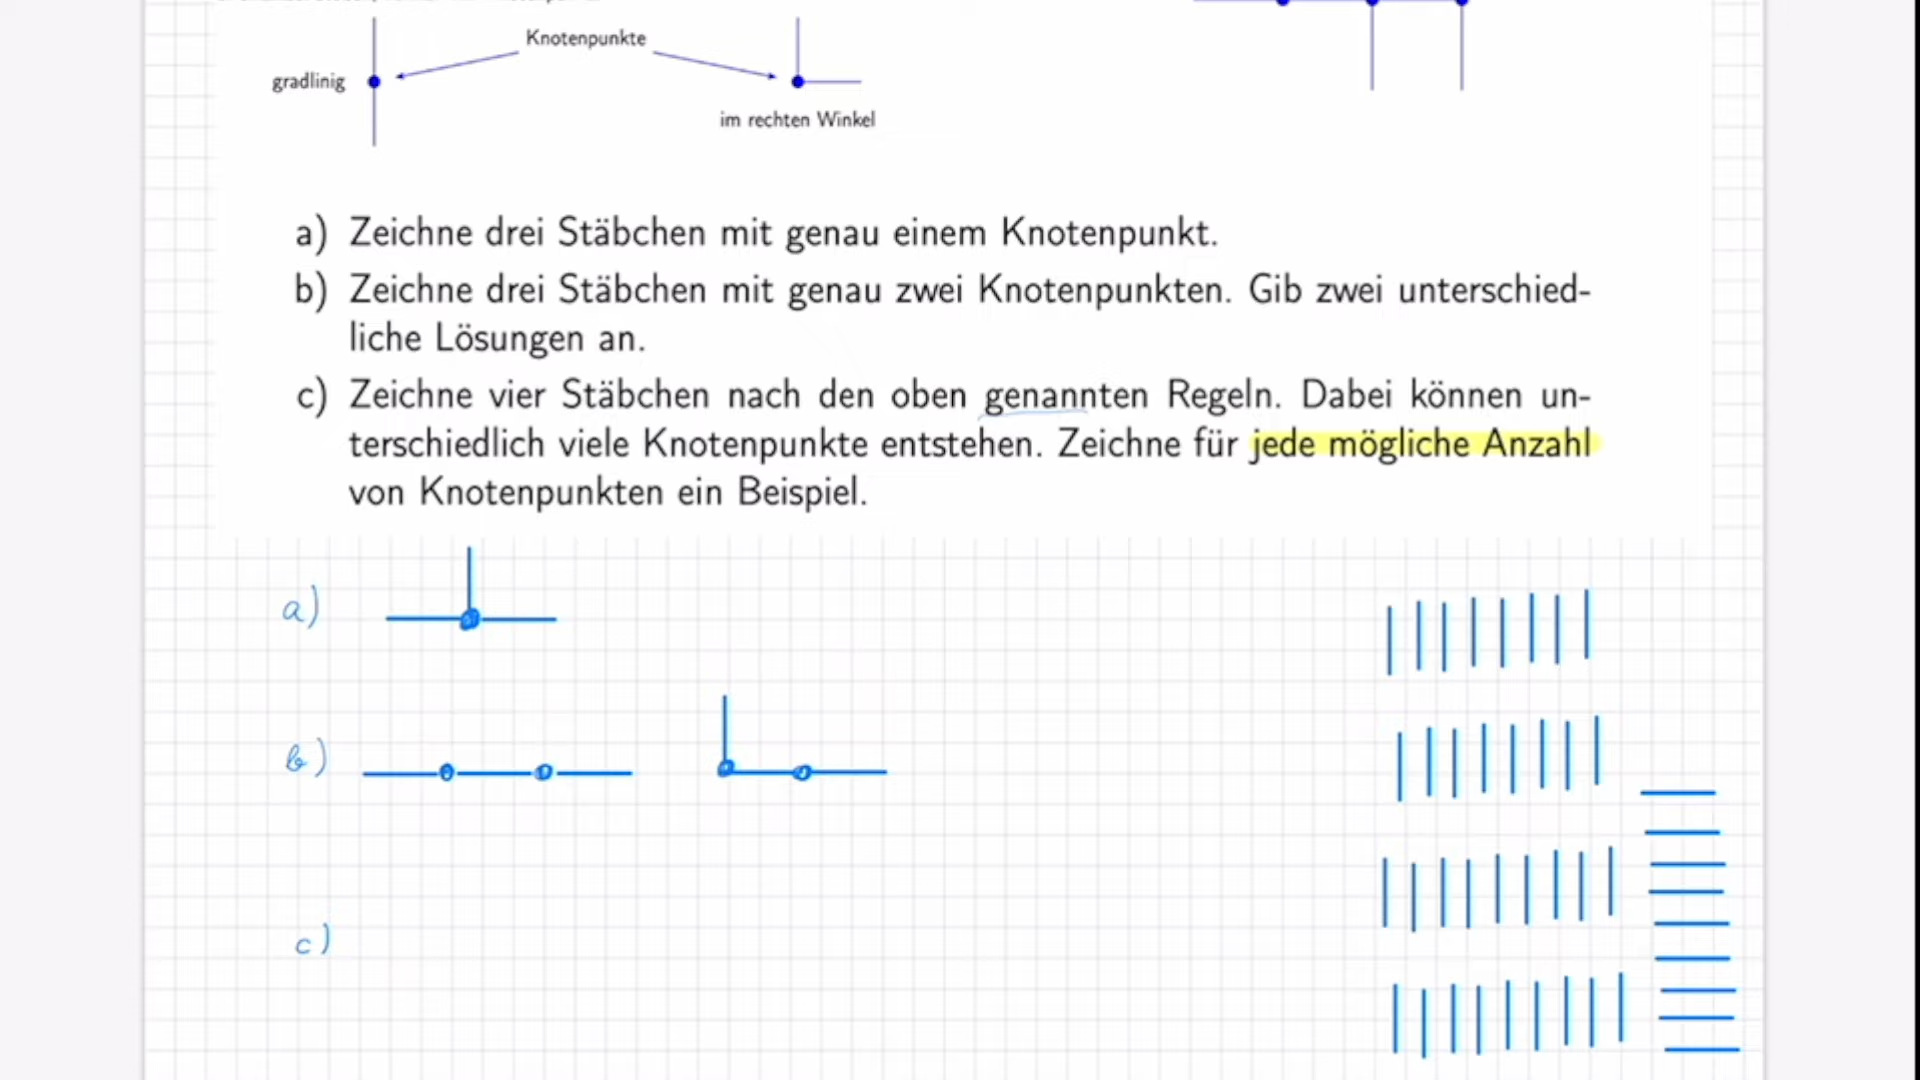 Knotenpunkte
gradlinig
im rechten Winkel
a) Zeichne drei Stäbchen mit genau einem Knotenpunkt.
b) Zeichne drei Stäbchen mit genau zwei Knotenpunkten. Gib zwei unterschied-
liche Lösungen an.
c) Zeichne vier Stäbchen nach den oben genannten Regeln. Dabei können un-
terschiedlich viele Knotenpunkte entstehen. Zeichne für jede mögliche Anzahl
von Knotenpunkten ein Beispiel.
a)
b)
c)